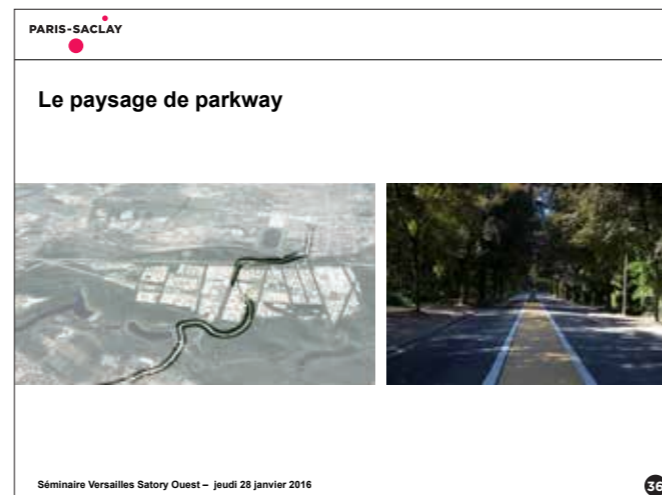 PARIS-SACLAY
Le paysage de parkway
Séminaire Versailles Satory Ouest – jeudi 28 janvier 2016
36